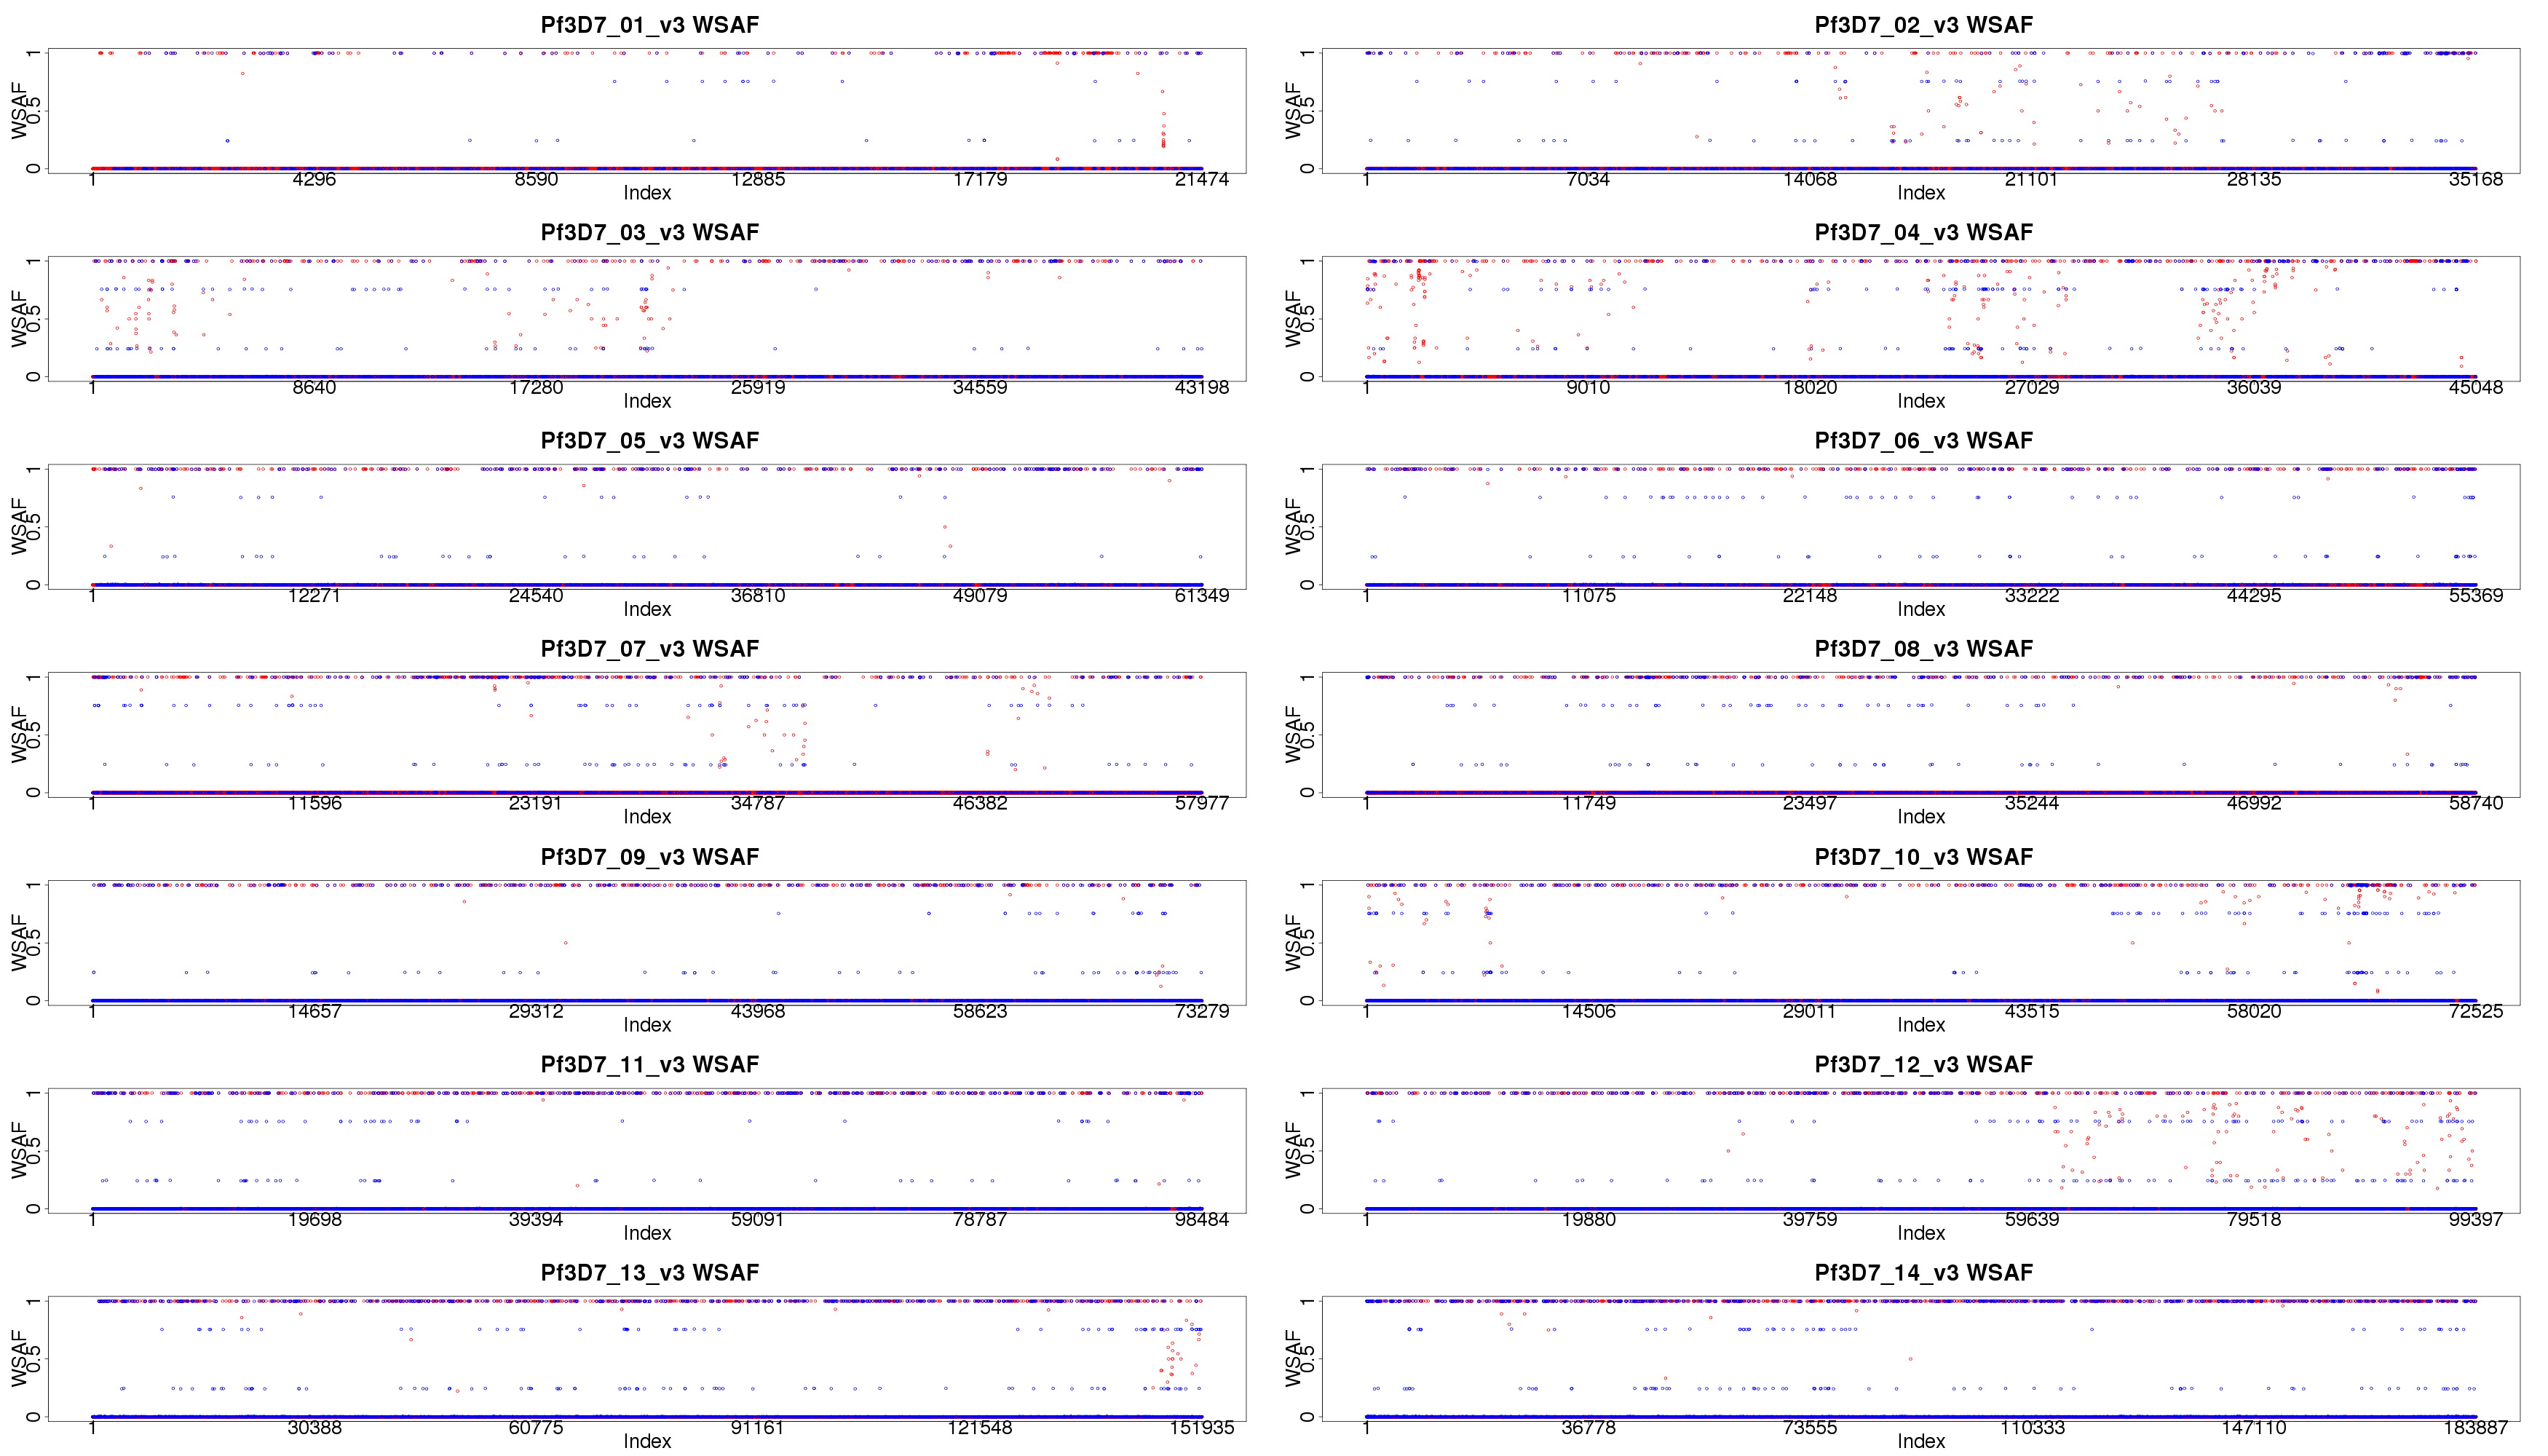 Pf3D7_01_v3 WSAF
WSAF
0 0.5 1
1 4296 8590 12885 17179 21474
Index
Pf3D7_02_v3 WSAF
WSAF
0 0.5 1
1 7034 14068 21101 28135 35168
Index
Pf3D7_03_v3 WSAF
WSAF
0 0.5 1
1 8640 17280 25919 34559 43198
Index
Pf3D7_04_v3 WSAF
WSAF
0 0.5 1
1 9010 18020 27029 36039 45048
Index
Pf3D7_05_v3 WSAF
WSAF
0 0.5 1
1 12271 24540 36810 49079 61349
Index
Pf3D7_06_v3 WSAF
WSAF
0 0.5 1
1 11075 22148 33222 44295 55369
Index
Pf3D7_07_v3 WSAF
WSAF
0 0.5 1
1 11596 23191 34787 46382 57977
Index
Pf3D7_08_v3 WSAF
WSAF
0 0.5 1
1 11749 23497 35244 46992 58740
Index
Pf3D7_09_v3 WSAF
WSAF
0 0.5 1
1 14657 29312 43968 58623 73279
Index
Pf3D7_10_v3 WSAF
WSAF
0 0.5 1
1 14506 29011 43515 58020 72525
Index
Pf3D7_11_v3 WSAF
WSAF
0 0.5 1
1 19698 39394 59091 78787 98484
Index
Pf3D7_12_v3 WSAF
WSAF
0 0.5 1
1 19880 39759 59639 79518 99397
Index
Pf3D7_13_v3 WSAF
WSAF
0 0.5 1
1 30388 60775 91161 121548 151935
Index
Pf3D7_14_v3 WSAF
WSAF
0 0.5 1
1 36778 73555 110333 147110 183887
Index